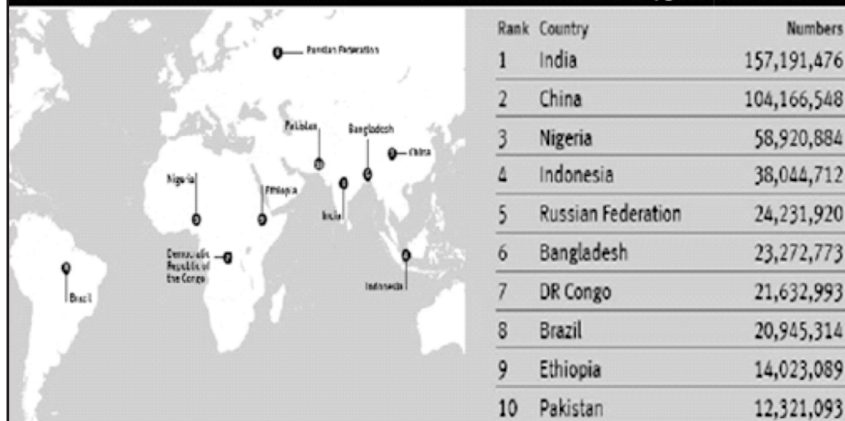 Russian Federation
Pakistan
Bangladesh
China
Nigeria
Ethiopia
India
Democratic
Republic of
the Congo
Indonesia
Brazil
Rank Country Numbers
1 India 157,191,476
2 China 104,166,548
3 Nigeria 58,920,884
4 Indonesia 38,044,712
5 Russian Federation 24,231,920
6 Bangladesh 23,272,773
7 DR Congo 21,632,993
8 Brazil 20,945,314
9 Ethiopia 14,023,089
10 Pakistan 12,321,093